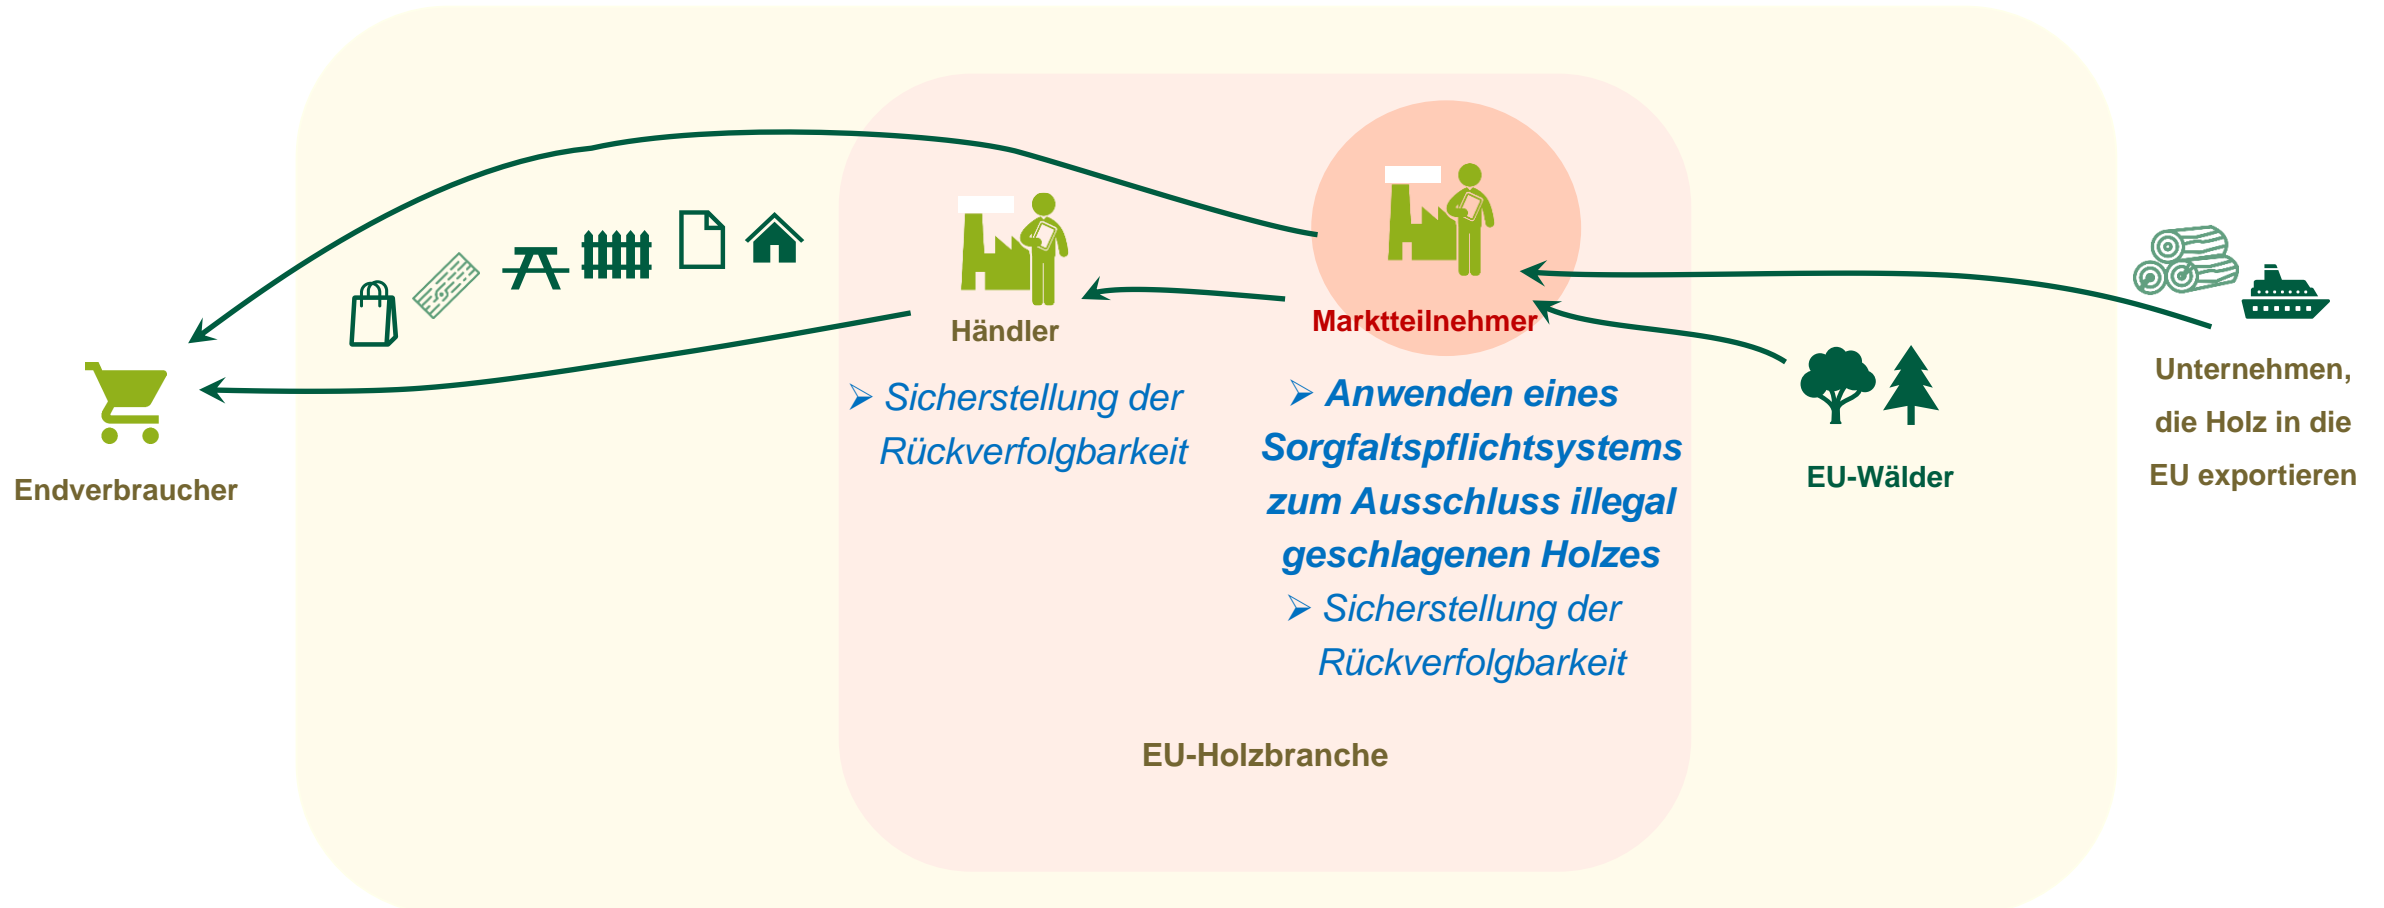 Endverbraucher
Händler
➢ Sicherstellung der
Rückverfolgbarkeit
Marktteilnehmer
➢ Anwenden eines
Sorgfaltspflichtsystems
zum Ausschluss illegal
geschlagenen Holzes
➢ Sicherstellung der
Rückverfolgbarkeit
EU-Holzbranche
EU-Wälder
Unternehmen,
die Holz in die
EU exportieren